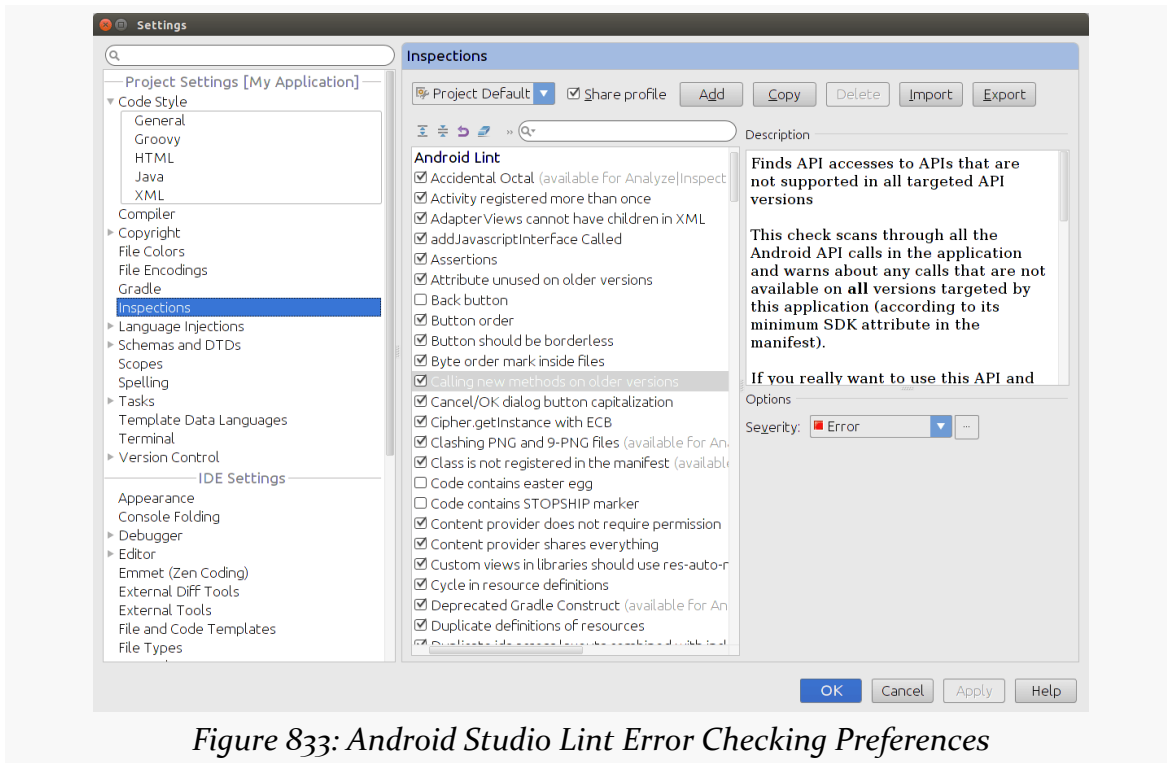 Settings
Project Settings [My Application]
Code Style
General
Groovy
HTML
Java
XML
Compiler
Copyright
File Colors
File Encodings
Gradle
Inspections
Language Injections
Schemas and DTDs
Scopes
Spelling
Tasks
Template Data Languages
Terminal
Version Control
IDE Settings
Appearance
Console Folding
Debugger
Editor
Emmet (Zen Coding)
External Diff Tools
External Tools
File and Code Templates
File Types
Inspections
Project Default Share profile Add Copy Delete Import Export
»
Android Lint
Accidental Octal (available for Analyze|Inspect
Activity registered more than once
AdapterViews cannot have children in XML
addJavascriptInterface Called
Assertions
Attribute unused on older versions
Back button
Button order
Button should be borderless
Byte order mark inside files
Calling new methods on older versions
Cancel/OK dialog button capitalization
Cipher.getInstance with ECB
Clashing PNG and 9-PNG files (available for An
Class is not registered in the manifest (availabl
Code contains easter egg
Code contains STOPSHIP marker
Content provider does not require permission
Content provider shares everything
Custom views in libraries should use res-auto-n
Cycle in resource definitions
Deprecated Gradle Construct (available for An
Duplicate definitions of resources
Description
Finds API accesses to APIs that are
not supported in all targeted API
versions
This check scans through all the
Android API calls in the application
and warns about any calls that are not
available on all versions targeted by
this application (according to its
minimum SDK attribute in the
manifest).
If you really want to use this API and
Options
Severity: Error ...
OK Cancel Apply Help
Figure 833: Android Studio Lint Error Checking Preferences